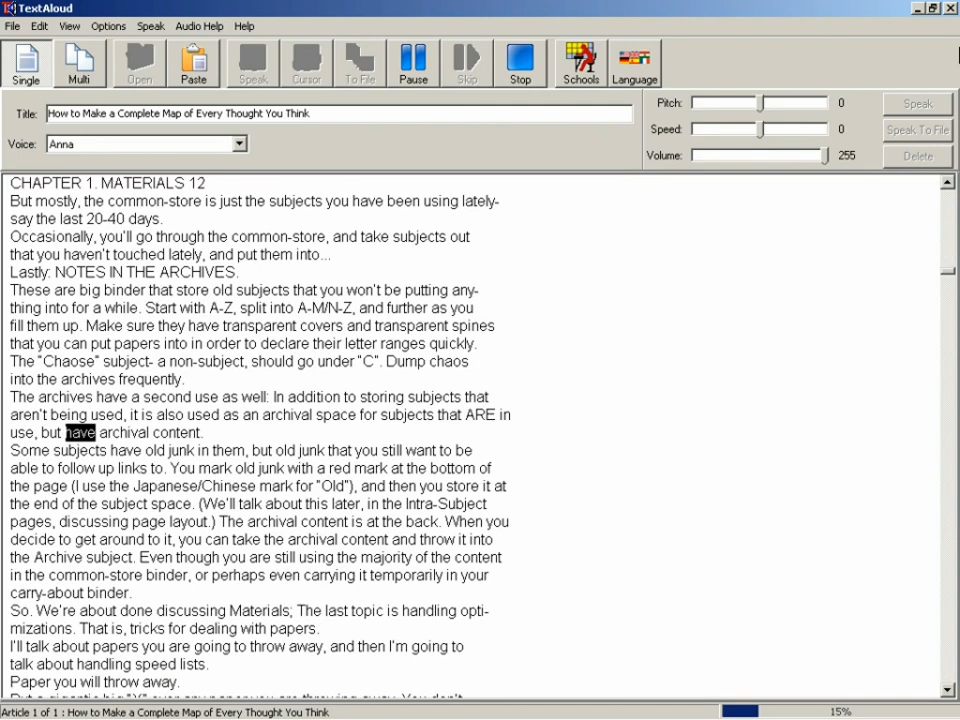 TextAloud
File Edit View Options Speak Audio Help Help
Single Multi Open Paste Speak Cursor To File Pause Skip Stop Schools Language
Title: How to Make a Complete Map of Every Thought You Think
Voice: Anna
Pitch: 0 Speak
Speed: 0 Speak To File
Volume: 255 Delete
CHAPTER 1. MATERIALS 12
But mostly, the common-store is just the subjects you have been using lately-
say the last 20-40 days.
Occasionally, you'll go through the common-store, and take subjects out
that you haven't touched lately, and put them into...
Lastly: NOTES IN THE ARCHIVES.
These are big binder that store old subjects that you won't be putting any-
thing into for a while. Start with A-Z, split into A-M/N-Z, and further as you
fill them up. Make sure they have transparent covers and transparent spines
that you can put papers into in order to declare their letter ranges quickly.
The "Chaose" subject- a non-subject, should go under "C". Dump chaos
into the archives frequently.
The archives have a second use as well: In addition to storing subjects that
aren't being used, it is also used as an archival space for subjects that ARE in
use, but have archival content.
Some subjects have old junk in them, but old junk that you still want to be
able to follow up links to. You mark old junk with a red mark at the bottom of
the page (I use the Japanese/Chinese mark for "Old"), and then you store it at
the end of the subject space. (We'll talk about this later, in the Intra-Subject
pages, discussing page layout.) The archival content is at the back. When you
decide to get around to it, you can take the archival content and throw it into
the Archive subject. Even though you are still using the majority of the content
in the common-store binder, or perhaps even carrying it temporarily in your
carry-about binder.
So. We're about done discussing Materials; The last topic is handling opti-
mizations. That is, tricks for dealing with papers.
I'll talk about papers you are going to throw away, and then I'm going to
talk about handling speed lists.
Paper you will throw away.
Put a gigantic big "X" over any paper you are throwing away. You don't
Article 1 of 1 : How to Make a Complete Map of Every Thought You Think 15%